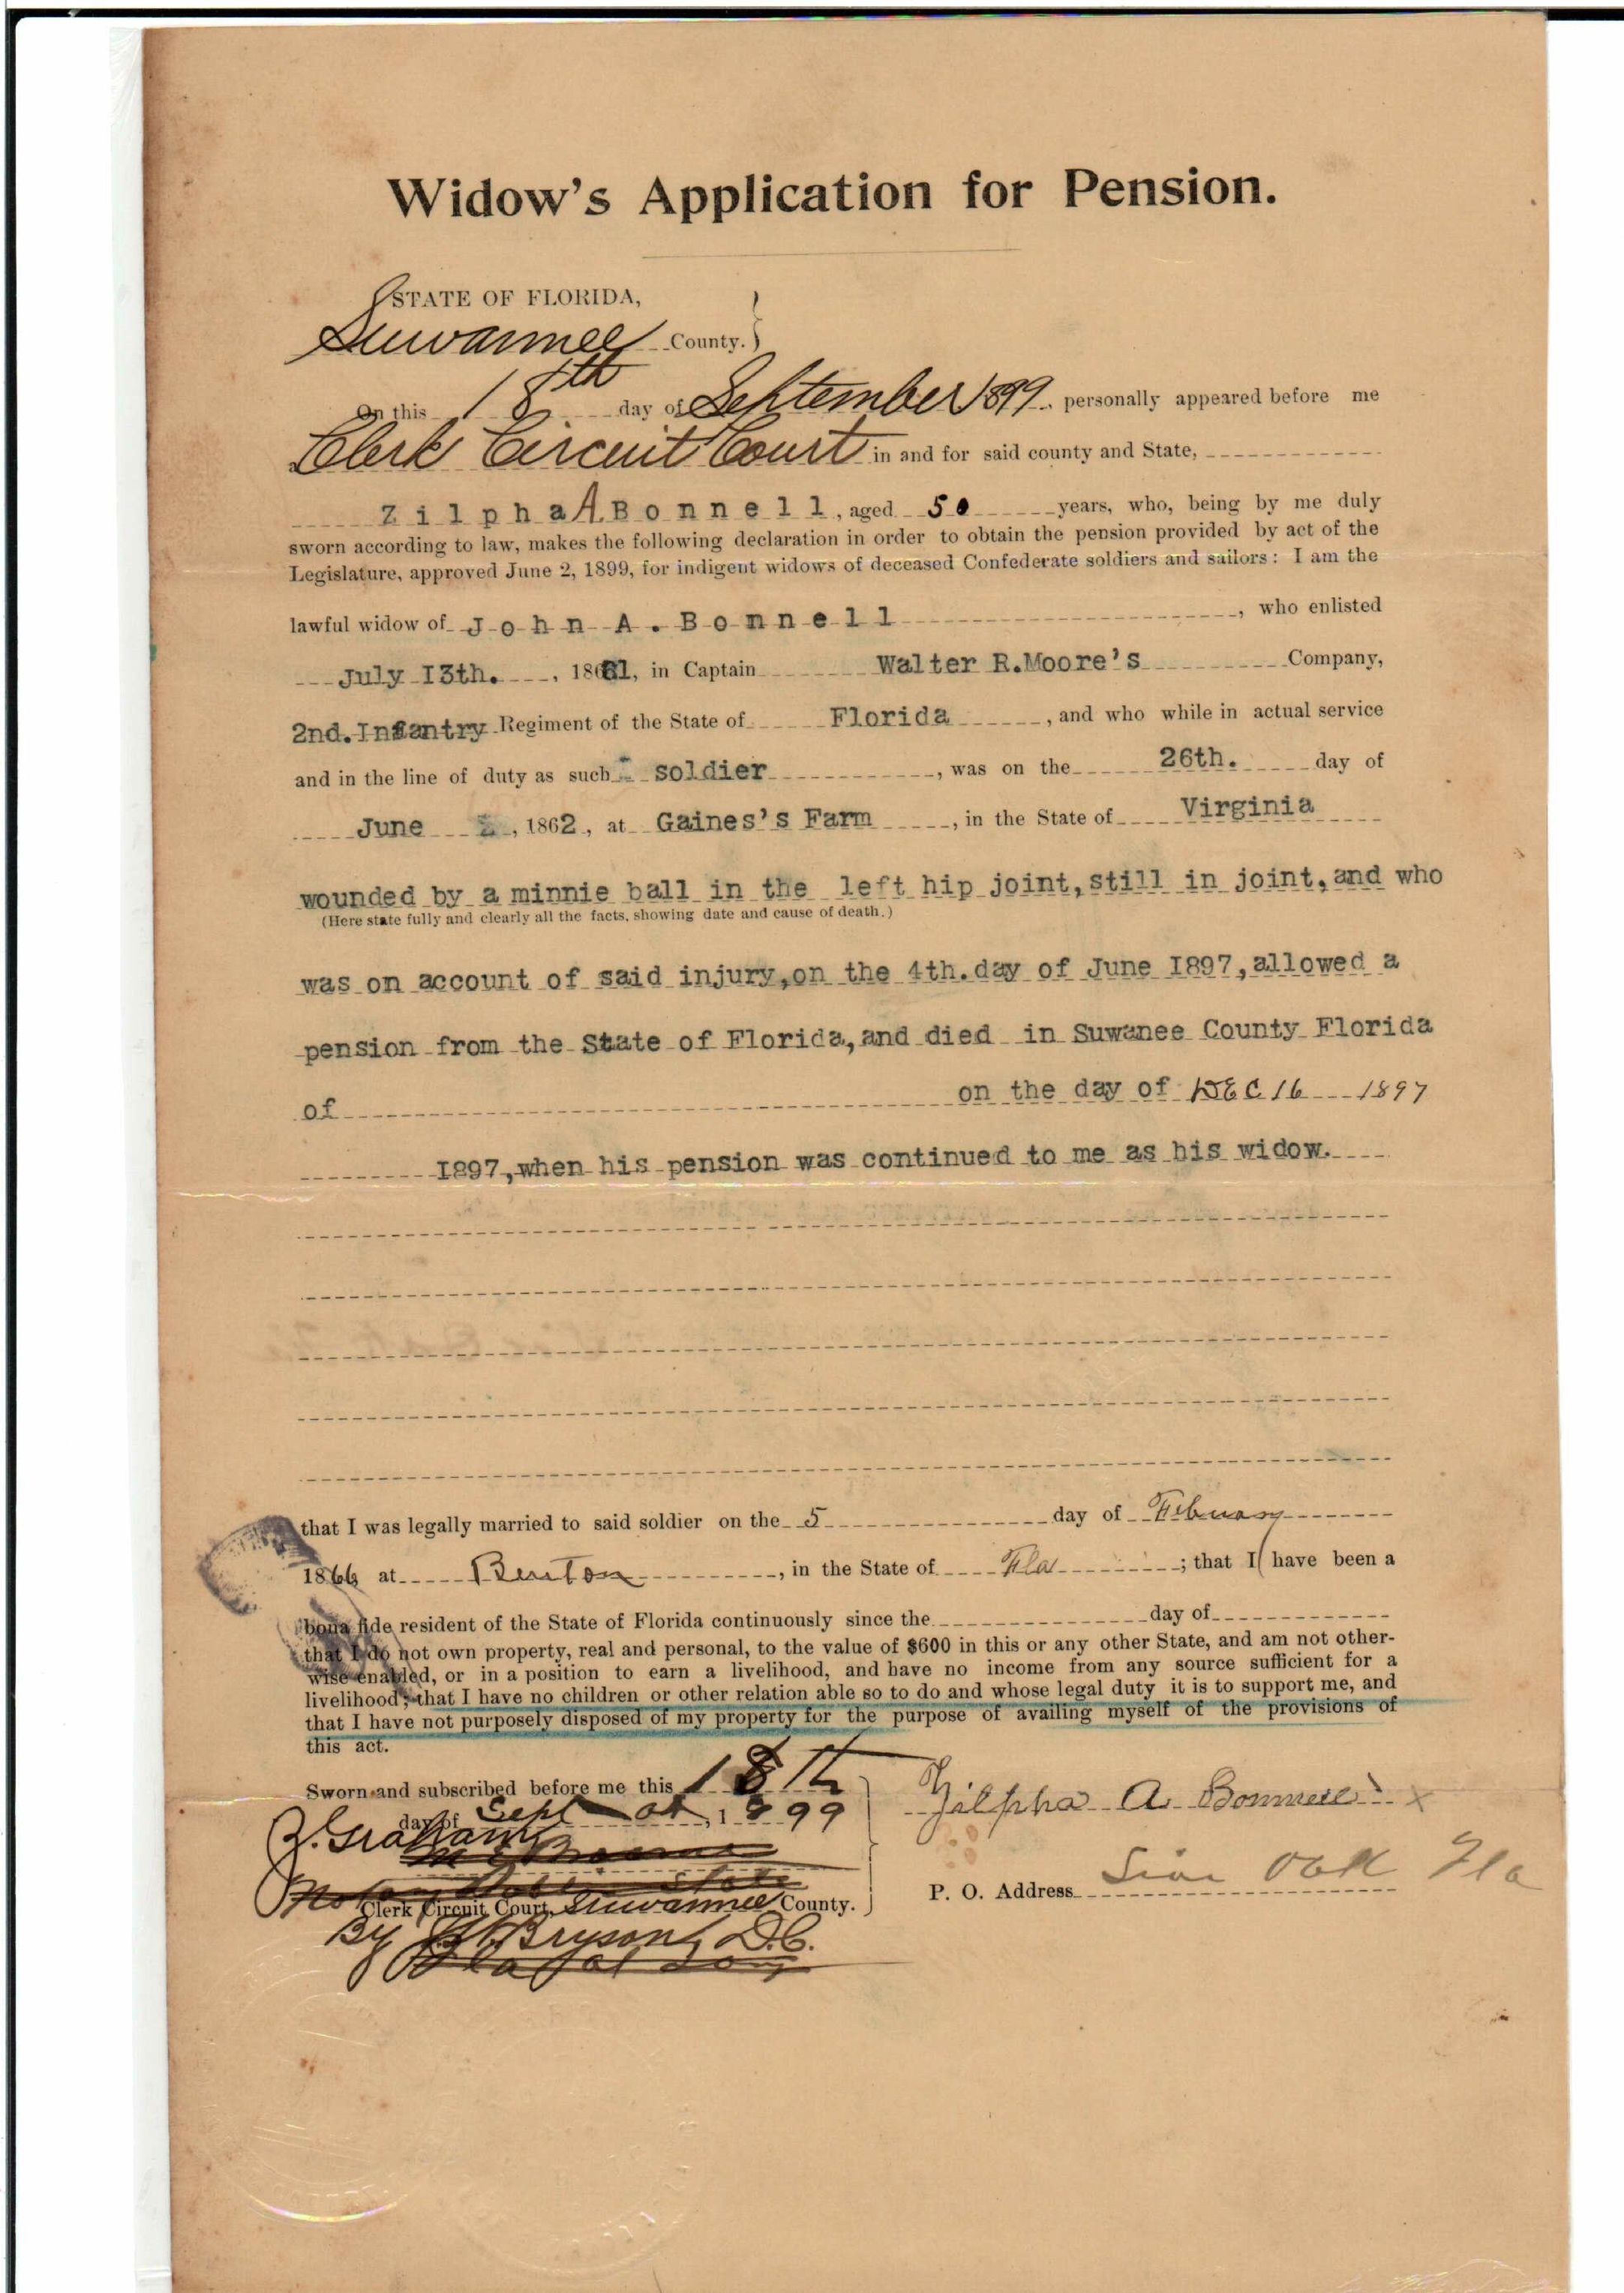 Widow's Application for Pension.
STATE OF FLORIDA,
Suwannee County. }
On this 18th day of September 1899, personally appeared before me
a Clerk Circuit Court in and for said county and State,
Zilpha A. Bonnell, aged 50 years, who, being by me duly
sworn according to law, makes the following declaration in order to obtain the pension provided by act of the
Legislature, approved June 2, 1899, for indigent widows of deceased Confederate soldiers and sailors: I am the
lawful widow of John A. Bonnell, who enlisted
July I3th., 1861, in Captain Walter R.Moore's Company,
2nd.Infantry Regiment of the State of Florida, and who while in actual service
and in the line of duty as such soldier, was on the 26th. day of
June, 1862, at Gaines's Farm, in the State of Virginia
wounded by a minnie ball in the left hip joint, still in joint, and who
(Here state fully and clearly all the facts, showing date and cause of death.)
was on account of said injury,on the 4th.day of June I897,allowed a
pension from the State of Florida,and died in Suwanee County Florida
of on the day of DEC 16 1897
I897,when his pension was continued to me as his widow.
that I was legally married to said soldier on the 5 day of Febuary
1866 at Benton, in the State of Fla; that I have been a
bona fide resident of the State of Florida continuously since the day of
that I do not own property, real and personal, to the value of $600 in this or any other State, and am not other-
wise enabled, or in a position to earn a livelihood, and have no income from any source sufficient for a
livelihood; that I have no children or other relation able so to do and whose legal duty it is to support me, and
that I have not purposely disposed of my property for the purpose of availing myself of the provisions of
this act.
Sworn and subscribed before me this 18th
day of Sept, 1899
Zilpha A Bonnell x
Graham
Clerk Circuit Court, Suwannee County.
P. O. Address Live Oak Fla
By Bryson, D.C.